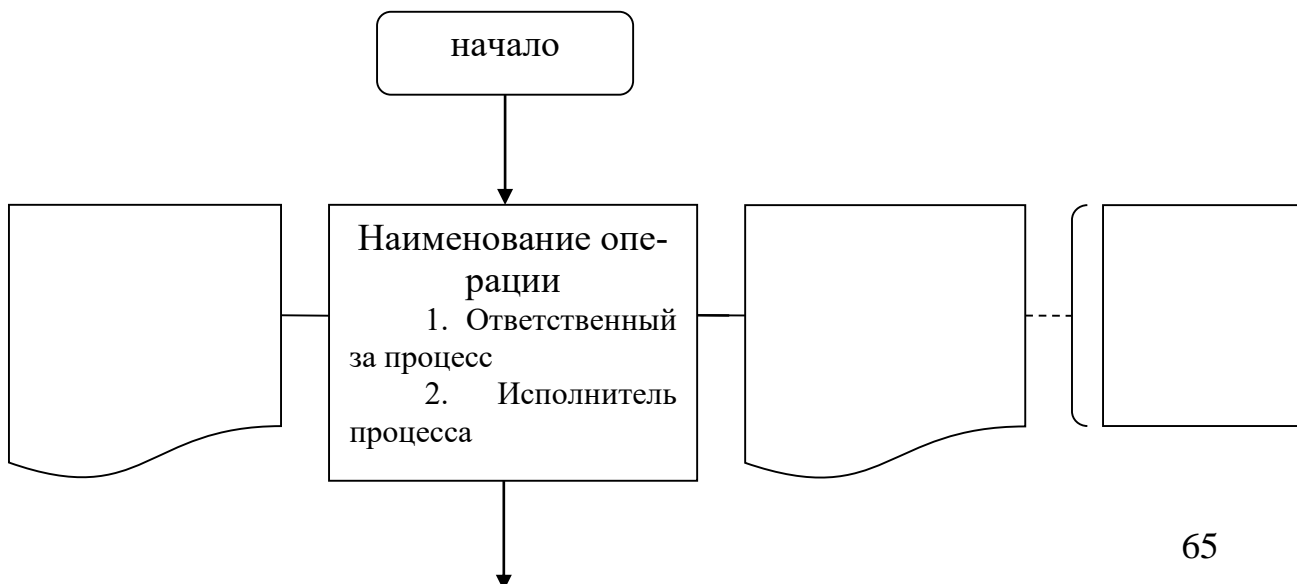 начало
Наименование опе-
рации
1. Ответственный
за процесс
2. Исполнитель
процесса
65